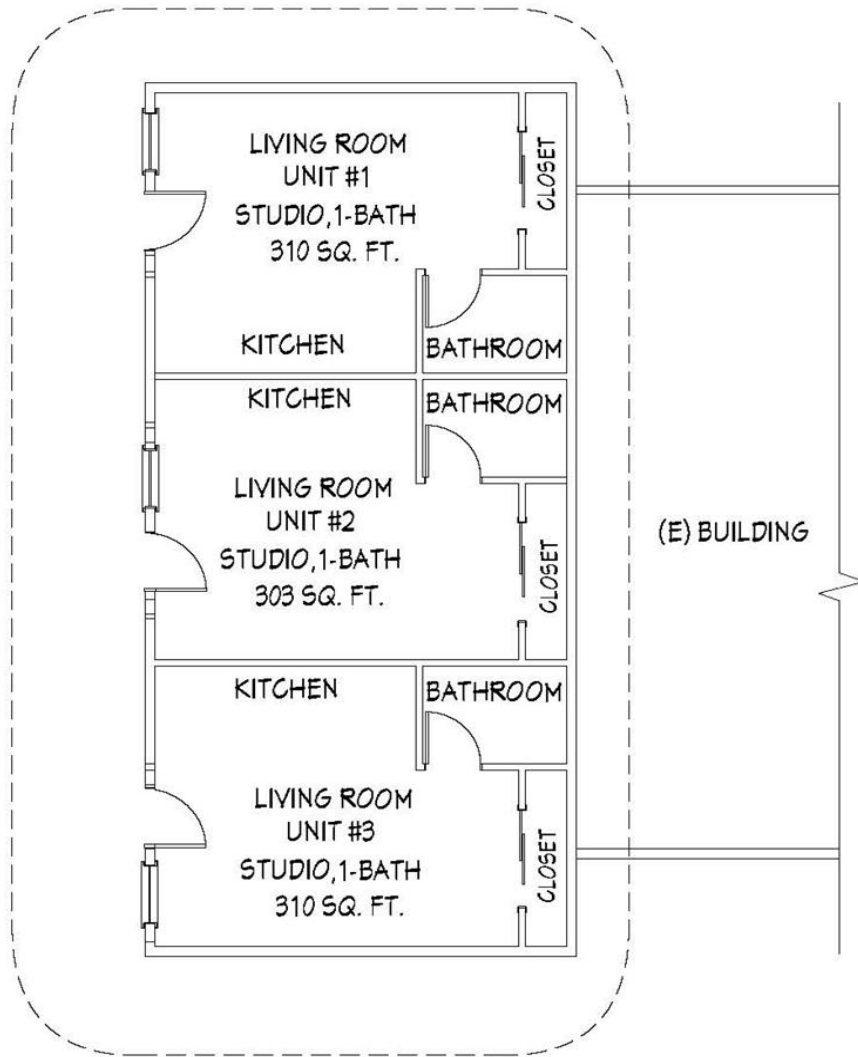 LIVING ROOM
UNIT #1
STUDIO,1-BATH
310 SQ. FT.
CLOSET
KITCHEN
BATHROOM
KITCHEN
BATHROOM
LIVING ROOM
UNIT #2
STUDIO,1-BATH
303 SQ. FT.
CLOSET
(E) BUILDING
KITCHEN
BATHROOM
LIVING ROOM
UNIT #3
STUDIO,1-BATH
310 SQ. FT.
CLOSET